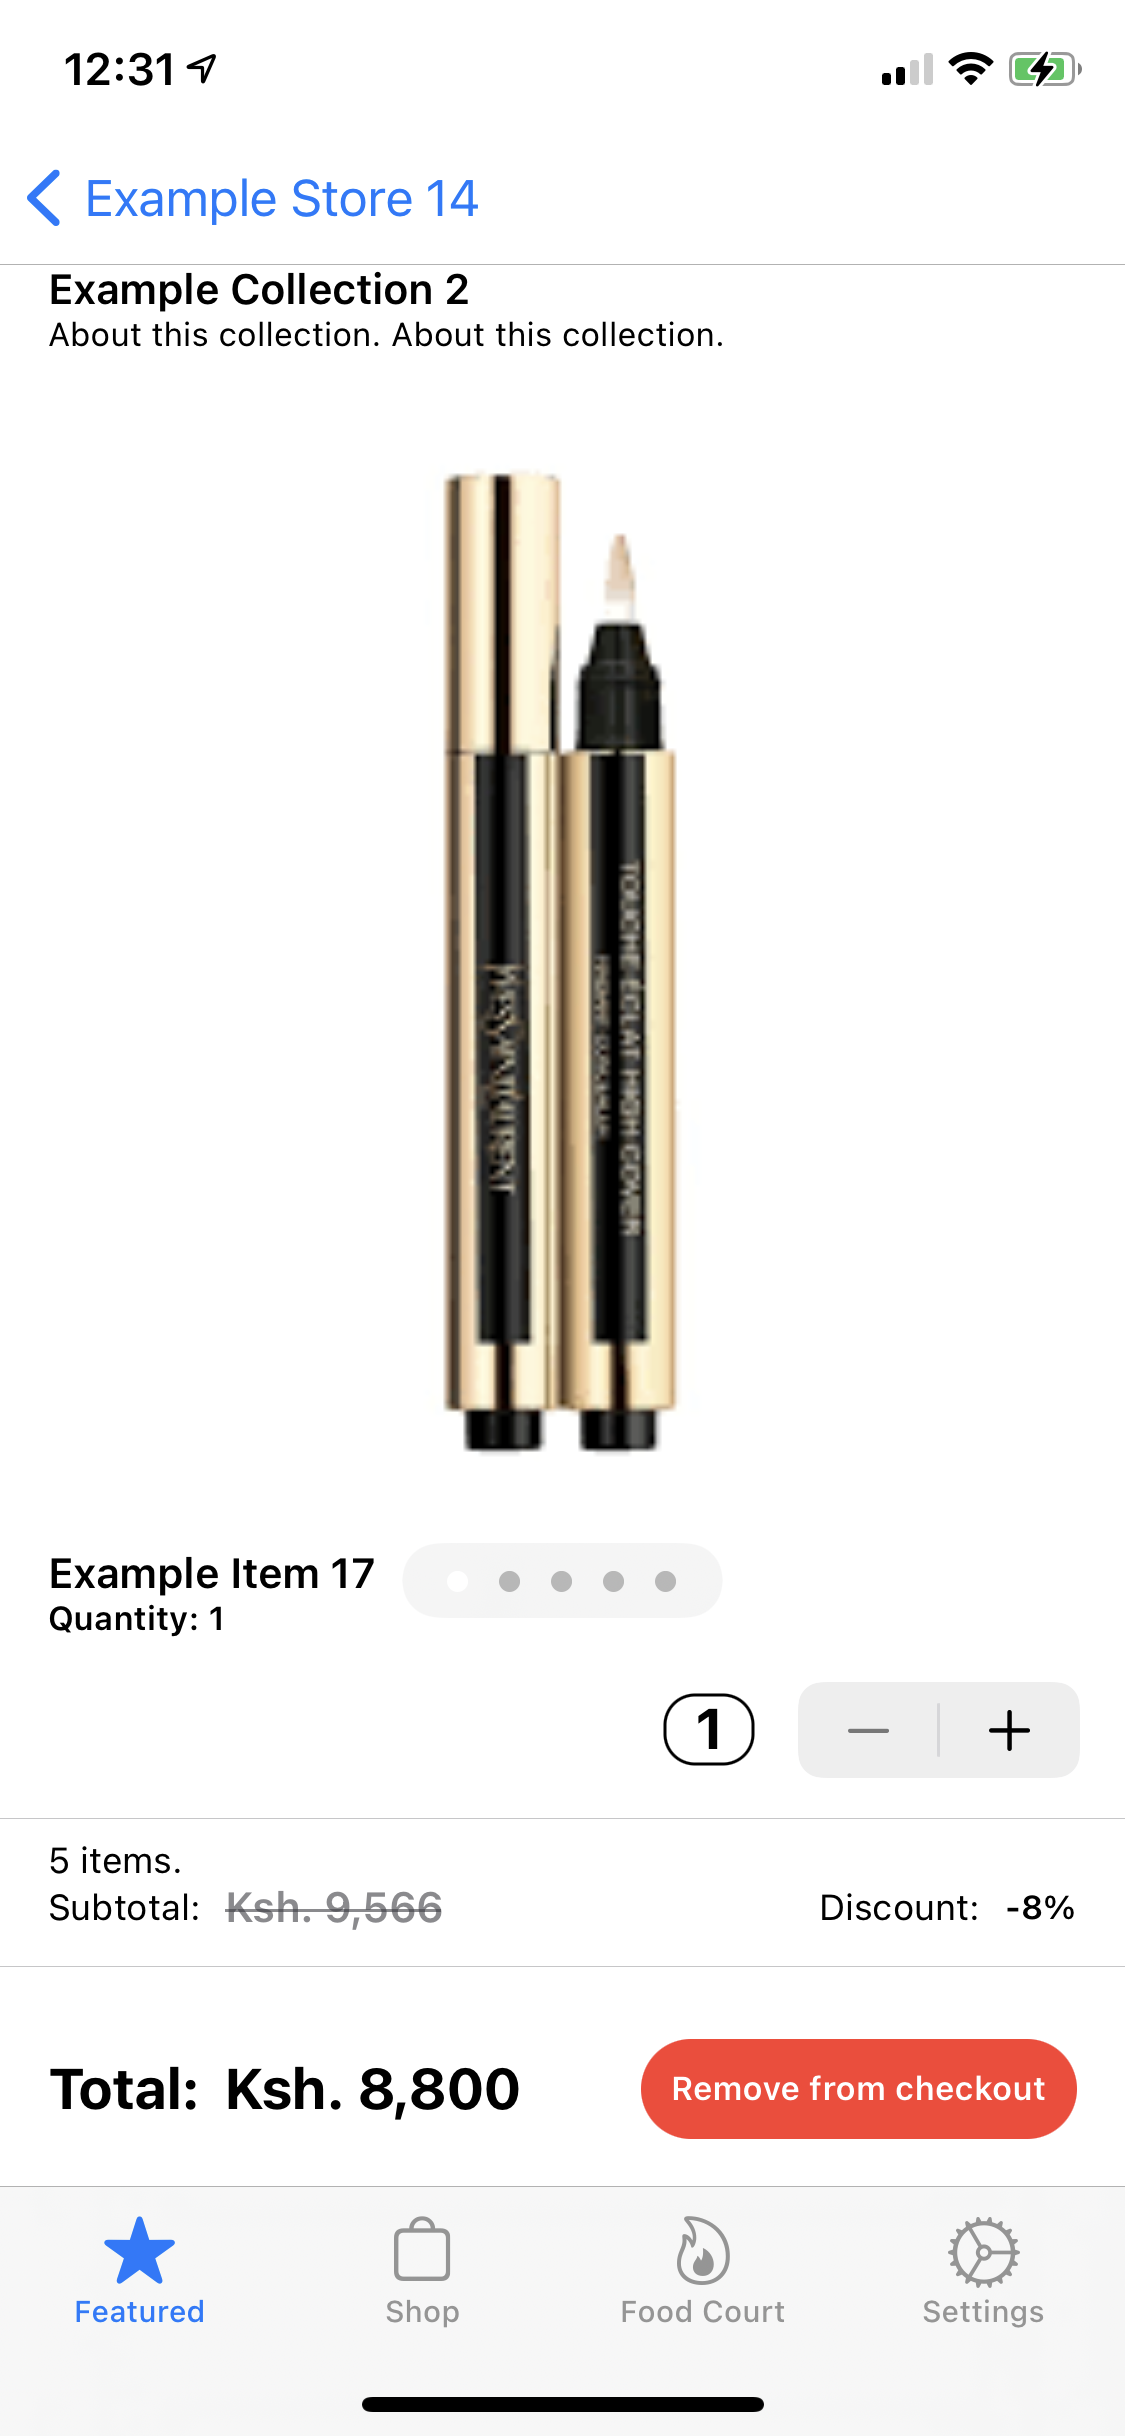 12:31
Example Store 14
Example Collection 2
About this collection. About this collection.
YVESSAINTLAURENT
TOUCHE ÉCLAT HIGH COVER
Example Item 17
Quantity: 1
1
5 items.
Subtotal: Ksh. 9,566
Discount: -8%
Total: Ksh. 8,800
Remove from checkout
Featured
Shop
Food Court
Settings